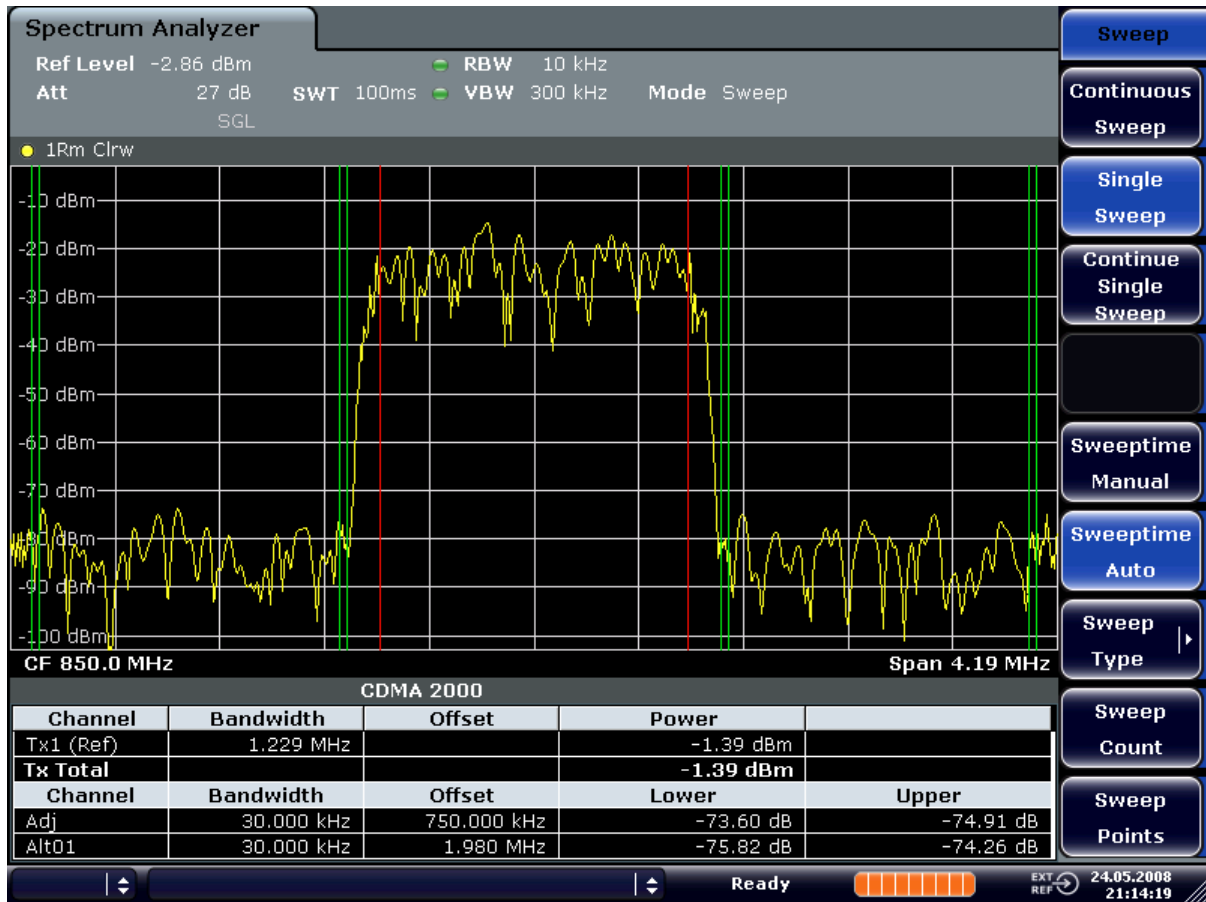 Spectrum Analyzer
Ref Level -2.86 dBm RBW 10 kHz
Att 27 dB SWT 100ms VBW 300 kHz Mode Sweep
SGL
1Rm Clrw
-10 dBm
-20 dBm
-30 dBm
-40 dBm
-50 dBm
-60 dBm
-70 dBm
-80 dBm
-90 dBm
-100 dBm
CF 850.0 MHz Span 4.19 MHz
CDMA 2000
Channel Bandwidth Offset Power
Tx1 (Ref) 1.229 MHz -1.39 dBm
Tx Total -1.39 dBm
Channel Bandwidth Offset Lower Upper
Adj 30.000 kHz 750.000 kHz -73.60 dB -74.91 dB
Alt01 30.000 kHz 1.980 MHz -75.82 dB -74.26 dB
Ready
EXT
REF
24.05.2008
21:14:19
Sweep
Continuous
Sweep
Single
Sweep
Continue
Single
Sweep
Sweeptime
Manual
Sweeptime
Auto
Sweep
Type
Sweep
Count
Sweep
Points